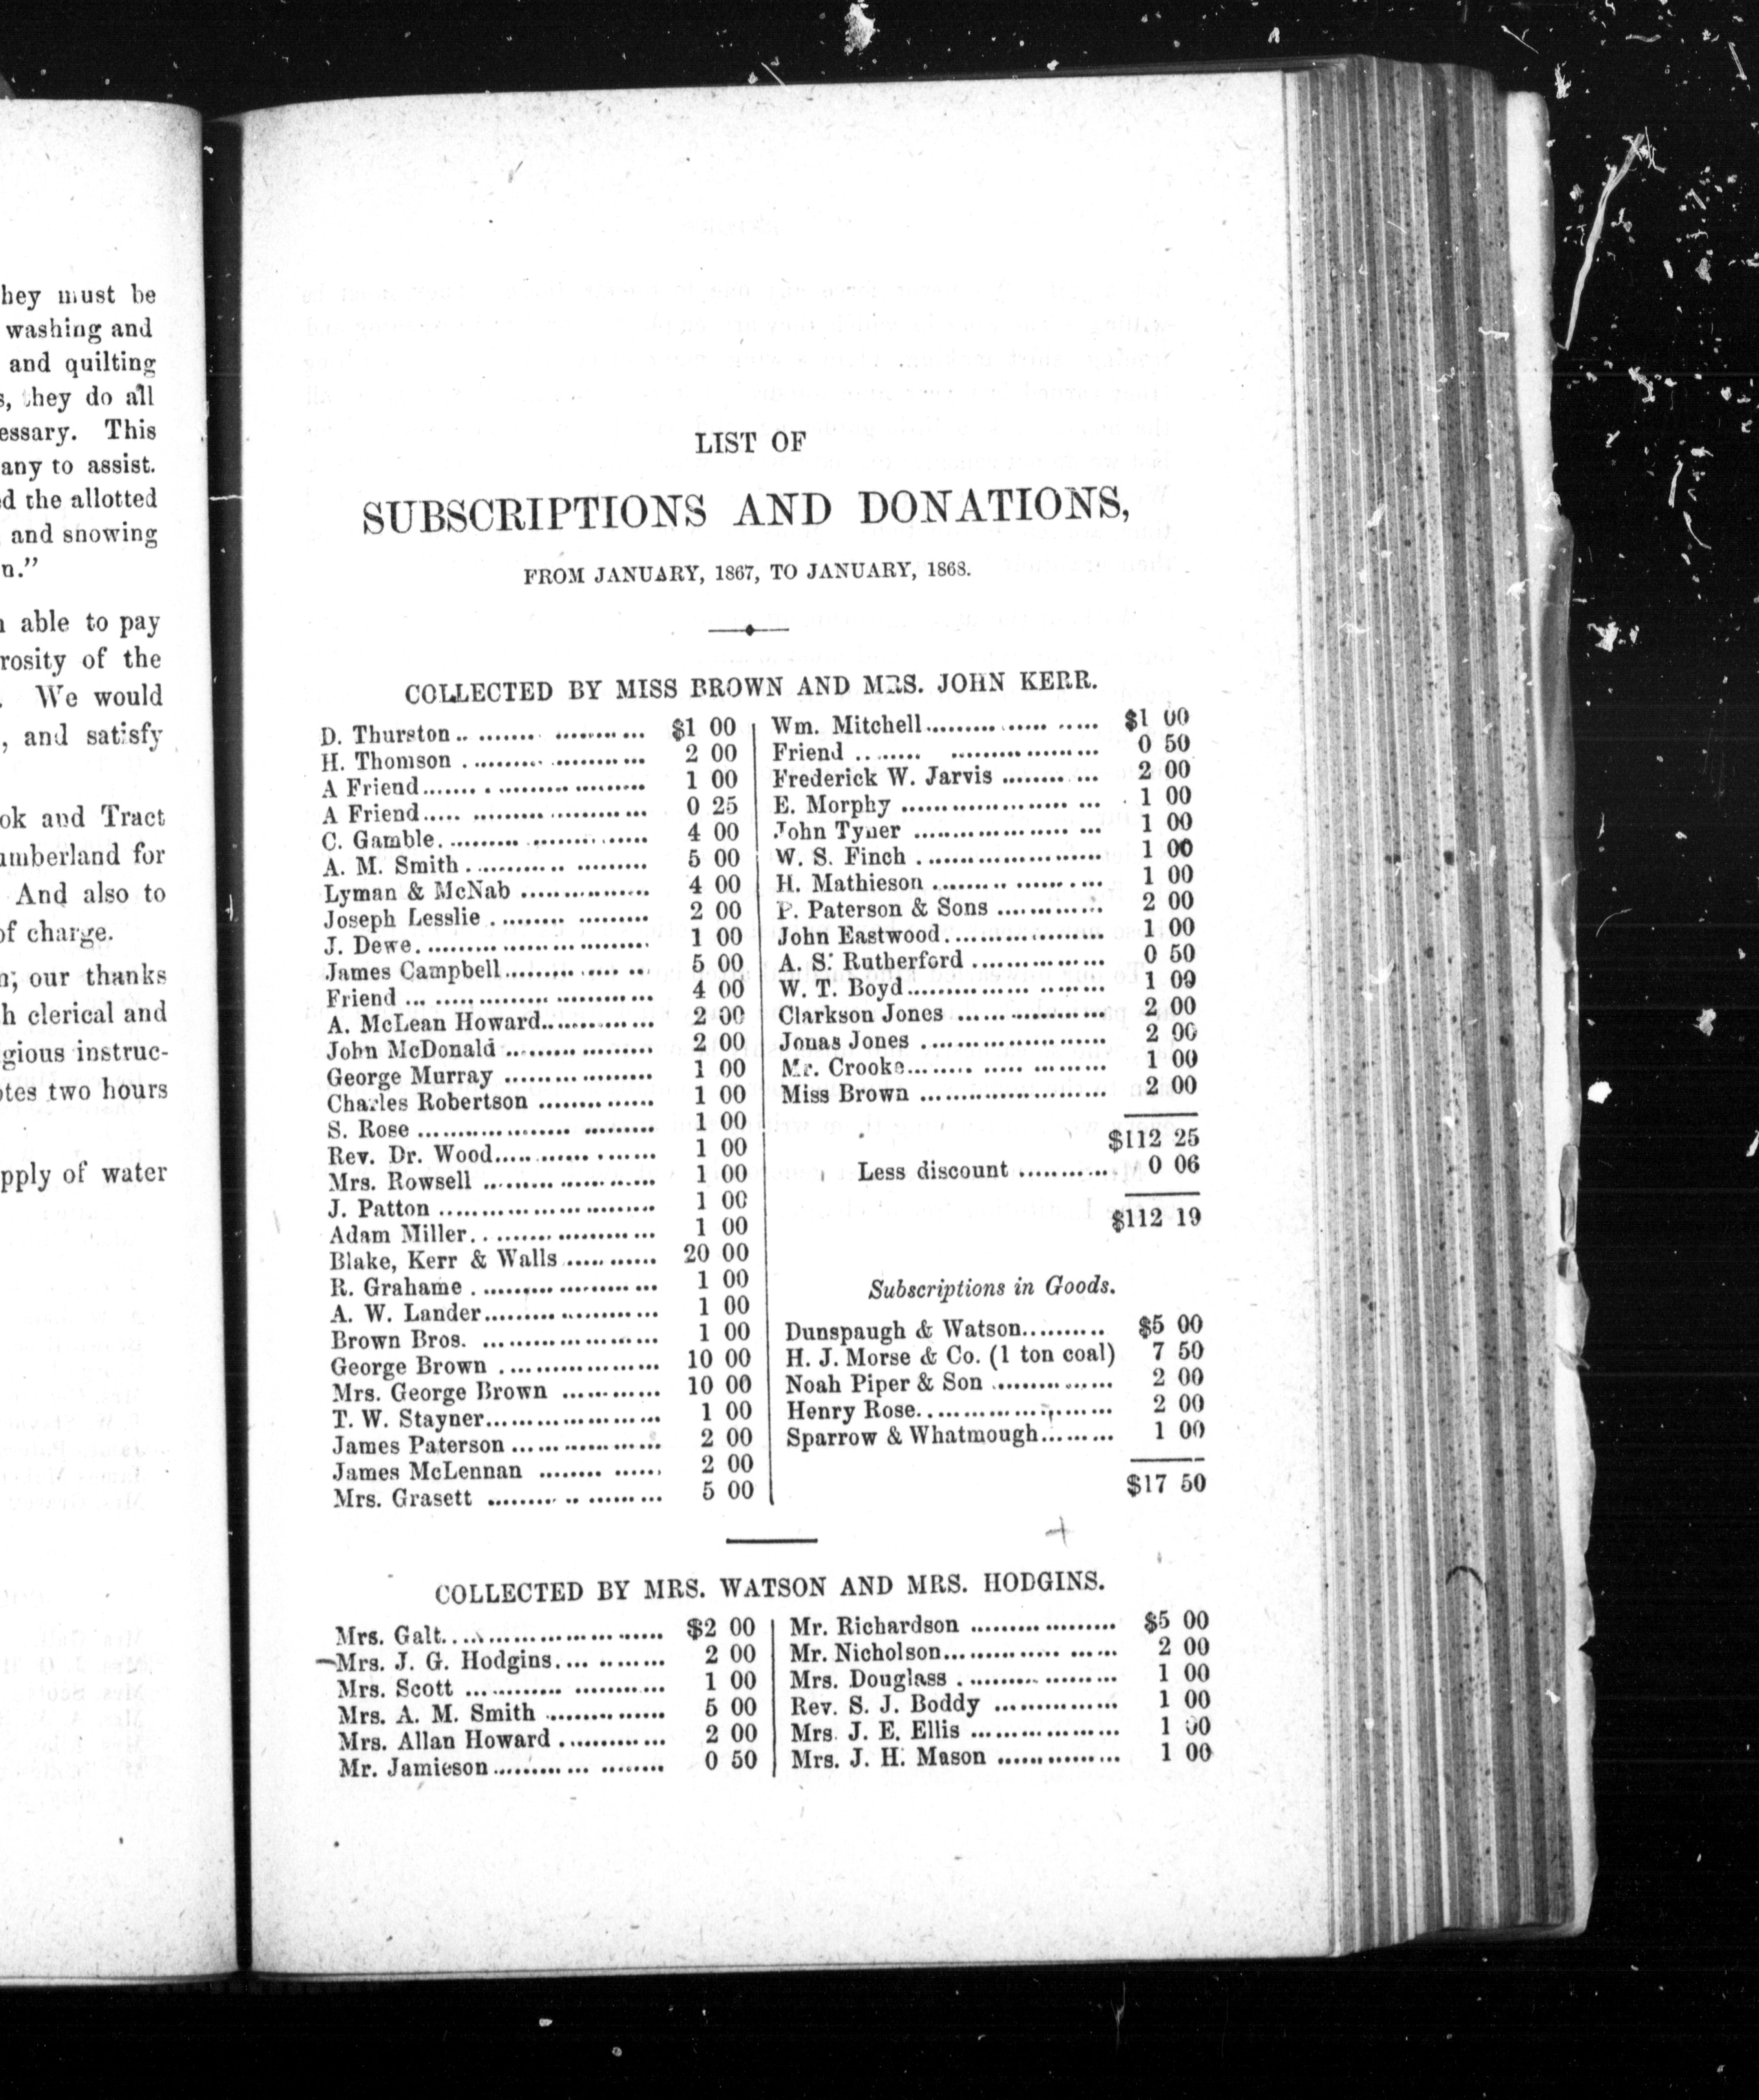 hey must be
washing and
and quilting
s, they do all
essary. This
any to assist.
d the allotted
and snowing
n.”
able to pay
rosity of the
. We would
, and satisfy
ok and Tract
umberland for
And also to
of charge.
n; our thanks
h clerical and
gious instruc-
otes two hours
pply of water
LIST OF
SUBSCRIPTIONS AND DONATIONS,
FROM JANUARY, 1867, TO JANUARY, 1868.
COLLECTED BY MISS BROWN AND MRS. JOHN KERR.
D. Thurston $1 00
H. Thomson 2 00
A Friend 1 00
A Friend 0 25
C. Gamble 4 00
A. M. Smith 5 00
Lyman & McNab 4 00
Joseph Lesslie 2 00
J. Dewe 1 00
James Campbell 5 00
Friend 4 00
A. McLean Howard 2 00
John McDonald 2 00
George Murray 1 00
Charles Robertson 1 00
S. Rose 1 00
Rev. Dr. Wood 1 00
Mrs. Rowsell 1 00
J. Patton 1 00
Adam Miller 1 00
Blake, Kerr & Walls 20 00
R. Grahame 1 00
A. W. Lander 1 00
Brown Bros. 1 00
George Brown 10 00
Mrs. George Brown 10 00
T. W. Stayner 1 00
James Paterson 2 00
James McLennan 2 00
Mrs. Grasett 5 00
Wm. Mitchell $1 00
Friend 0 50
Frederick W. Jarvis 2 00
E. Morphy 1 00
John Tyner 1 00
W. S. Finch 1 00
H. Mathieson 1 00
P. Paterson & Sons 2 00
John Eastwood 1 00
A. S. Rutherford 0 50
W. T. Boyd 1 00
Clarkson Jones 2 00
Jonas Jones 2 00
Mr. Crooke 1 00
Miss Brown 2 00
$112 25
Less discount 0 06
$112 19
Subscriptions in Goods.
Dunspaugh & Watson $5 00
H. J. Morse & Co. (1 ton coal) 7 50
Noah Piper & Son 2 00
Henry Rose 2 00
Sparrow & Whatmough 1 00
$17 50
COLLECTED BY MRS. WATSON AND MRS. HODGINS.
Mrs. Galt $2 00
Mrs. J. G. Hodgins 2 00
Mrs. Scott 1 00
Mrs. A. M. Smith 5 00
Mrs. Allan Howard 2 00
Mr. Jamieson 0 50
Mr. Richardson $5 00
Mr. Nicholson 2 00
Mrs. Douglass 1 00
Rev. S. J. Boddy 1 00
Mrs. J. E. Ellis 1 00
Mrs. J. H. Mason 1 00